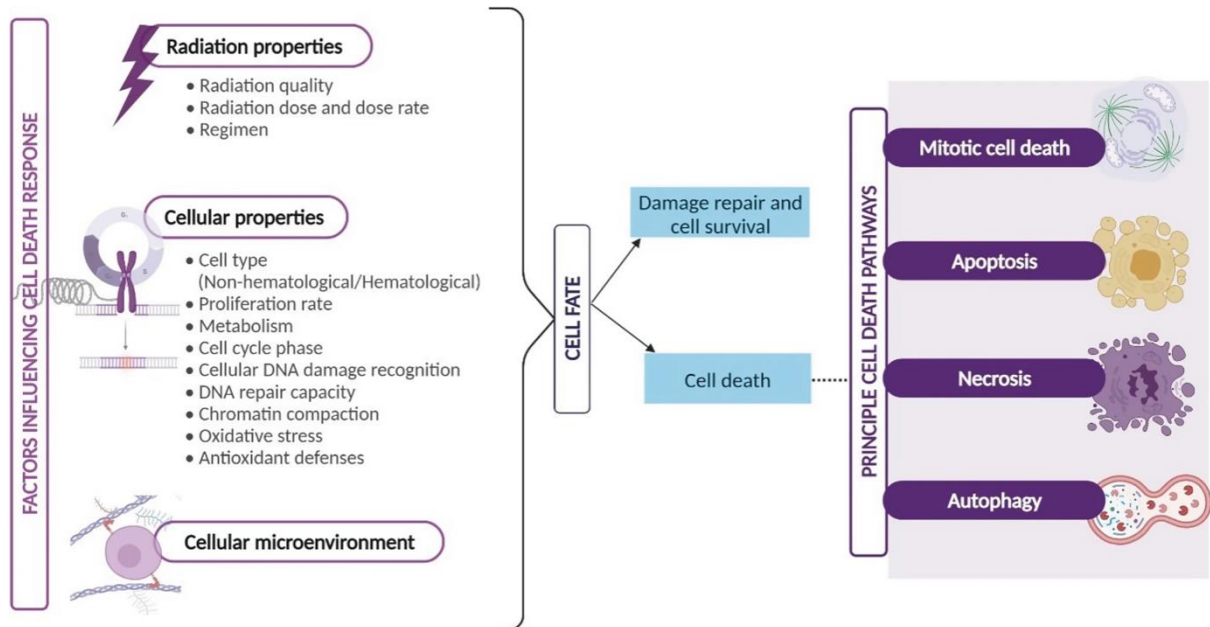 FACTORS INFLUENCING CELL DEATH RESPONSE
Radiation properties
• Radiation quality
• Radiation dose and dose rate
• Regimen
Cellular properties
• Cell type
(Non-hematological/Hematological)
• Proliferation rate
• Metabolism
• Cell cycle phase
• Cellular DNA damage recognition
• DNA repair capacity
• Chromatin compaction
• Oxidative stress
• Antioxidant defenses
Cellular microenvironment
CELL FATE
Damage repair and
cell survival
Cell death
PRINCIPLE CELL DEATH PATHWAYS
Mitotic cell death
Apoptosis
Necrosis
Autophagy